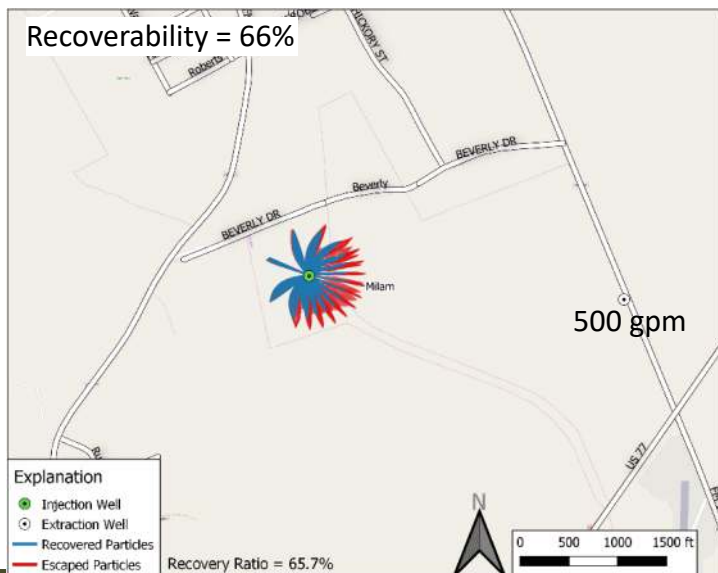 Recoverability = 66%
Roberts
HICKORY ST
BEVERLY DR
Beverly
BEVERLY DR
Milam
500 gpm
US 77
Explanation
Injection Well
Extraction Well
Recovered Particles
Escaped Particles
Recovery Ratio = 65.7%
N
0 500 1000 1500 ft